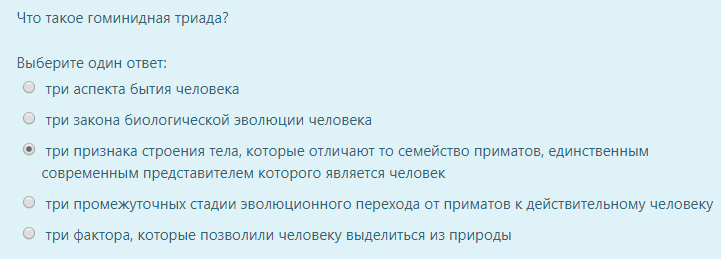 Что такое гоминидная триада?
Выберите один ответ:
три аспекта бытия человека
три закона биологической эволюции человека
три признака строения тела, которые отличают то семейство приматов, единственным
современным представителем которого является человек
три промежуточных стадии эволюционного перехода от приматов к действительному человеку
три фактора, которые позволили человеку выделиться из природы